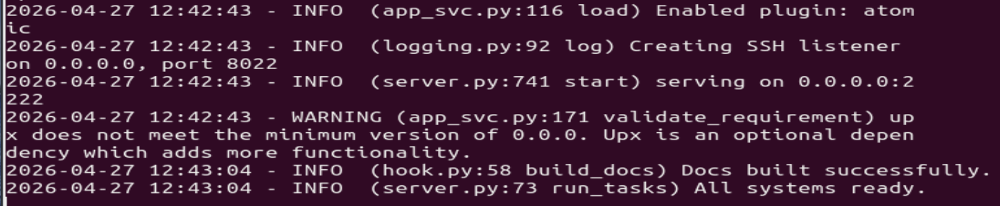 2026-04-27 12:42:43 - INFO  (app_svc.py:116 load) Enabled plugin: atom
ic
2026-04-27 12:42:43 - INFO  (logging.py:92 log) Creating SSH listener
on 0.0.0.0, port 8022
2026-04-27 12:42:43 - INFO  (server.py:741 start) serving on 0.0.0.0:2
222
2026-04-27 12:42:43 - WARNING (app_svc.py:171 validate_requirement) up
x does not meet the minimum version of 0.0.0. Upx is an optional depen
dency which adds more functionality.
2026-04-27 12:43:04 - INFO  (hook.py:58 build_docs) Docs built successfully.
2026-04-27 12:43:04 - INFO  (server.py:73 run_tasks) All systems ready.